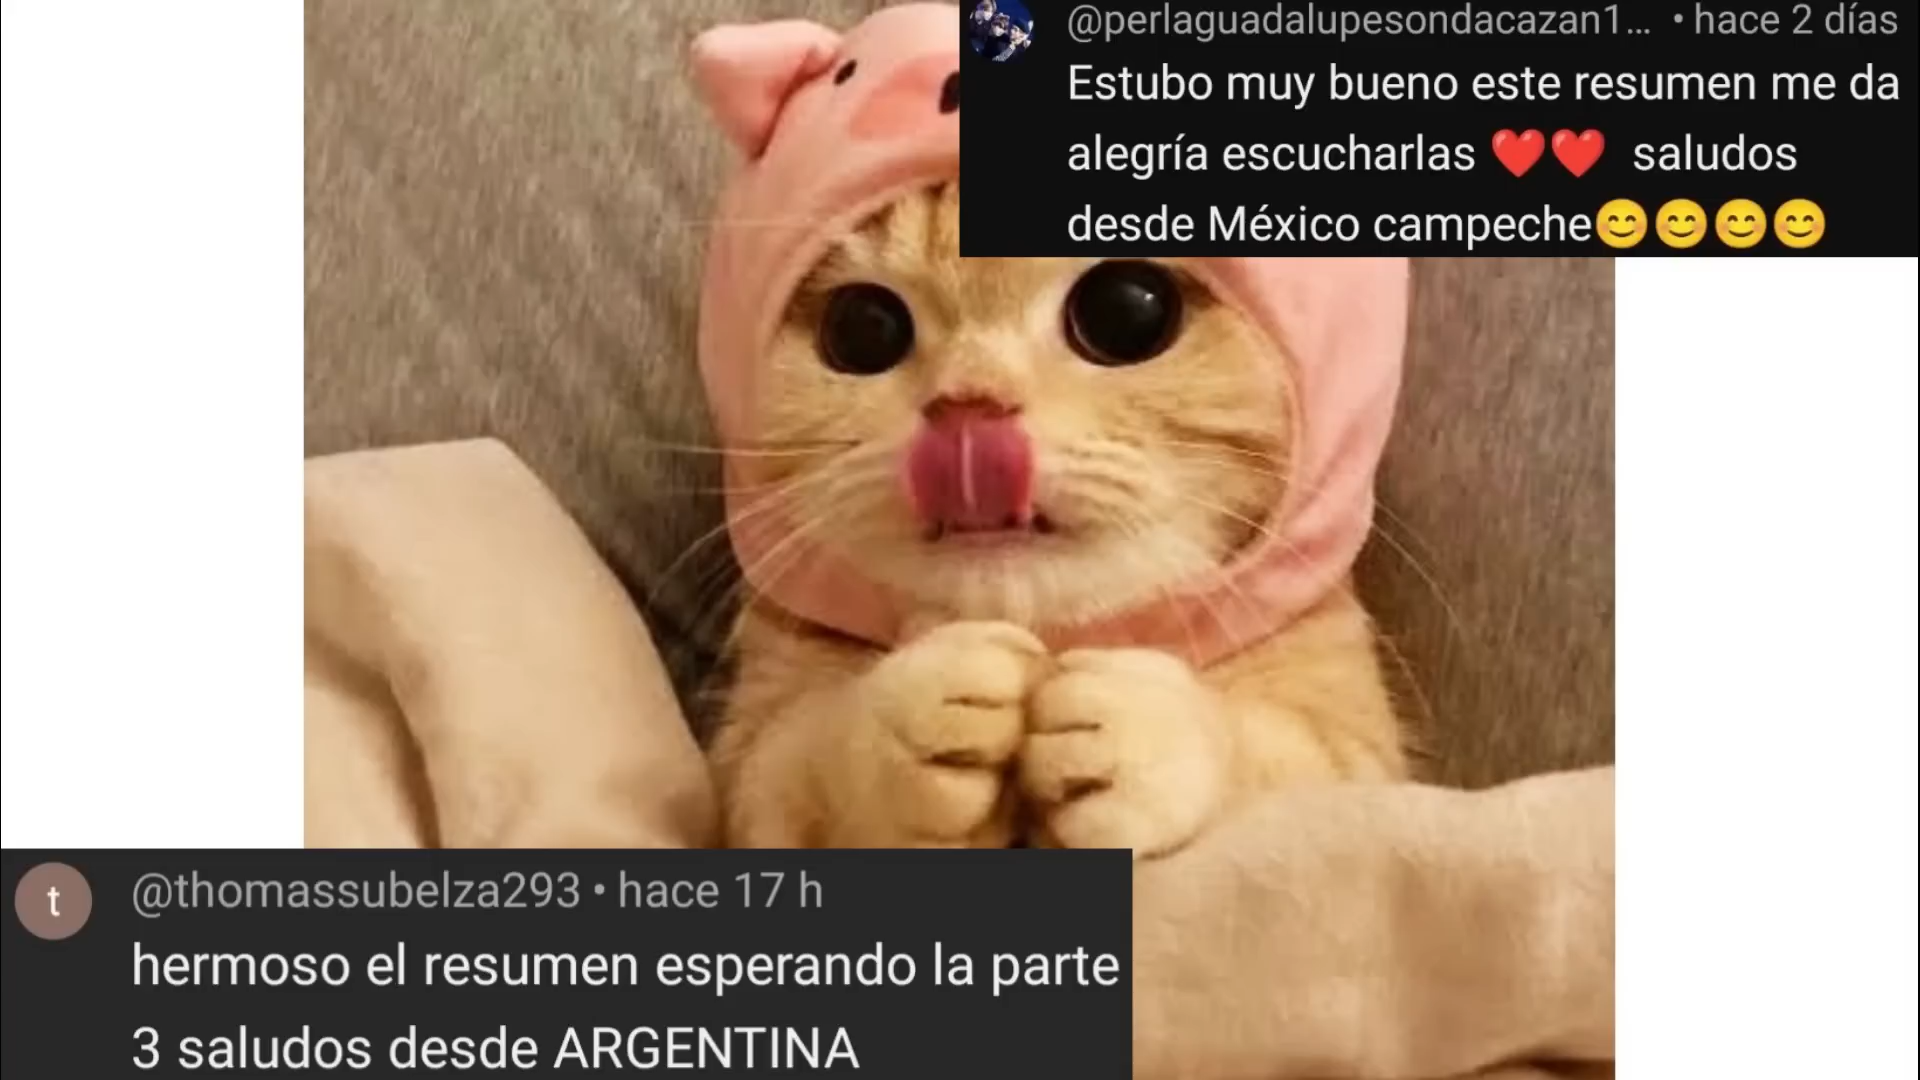 @perlaguadalupesondacazan1... • hace 2 días
Estubo muy bueno este resumen me da
alegría escucharlas ❤️❤️ saludos
desde México campeche😊😊😊😊
t
@thomassubelza293 • hace 17 h
hermoso el resumen esperando la parte
3 saludos desde ARGENTINA